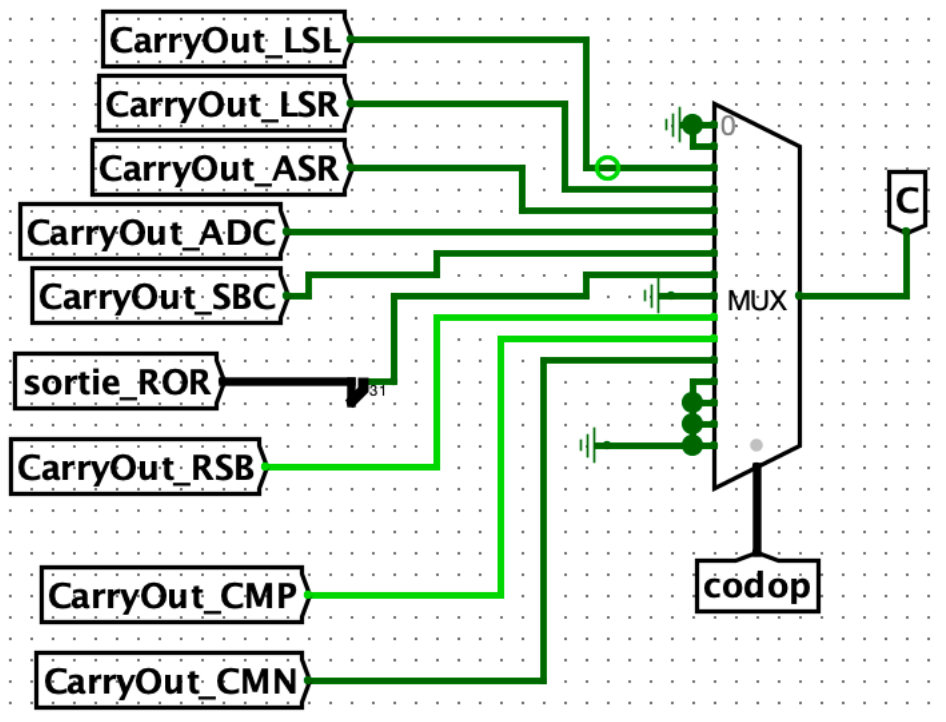 CarryOut_LSL
CarryOut_LSR
0
CarryOut_ASR
C
CarryOut_ADC
CarryOut_SBC
MUX
sortie_ROR
31
CarryOut_RSB
codop
CarryOut_CMP
CarryOut_CMN